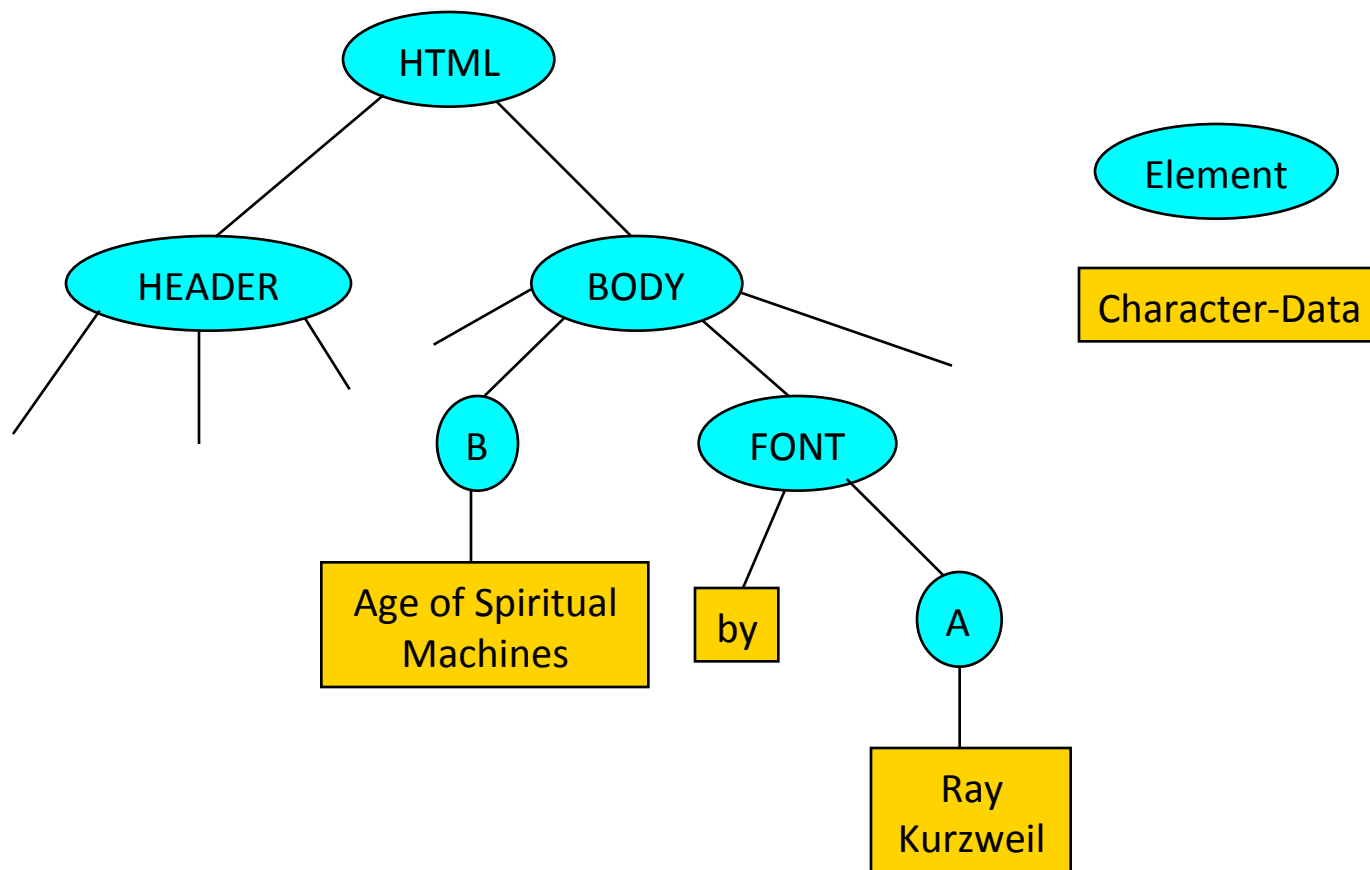 HTML
Element
HEADER
BODY
Character-Data
B
FONT
Age of Spiritual
Machines
by
A
Ray
Kurzweil